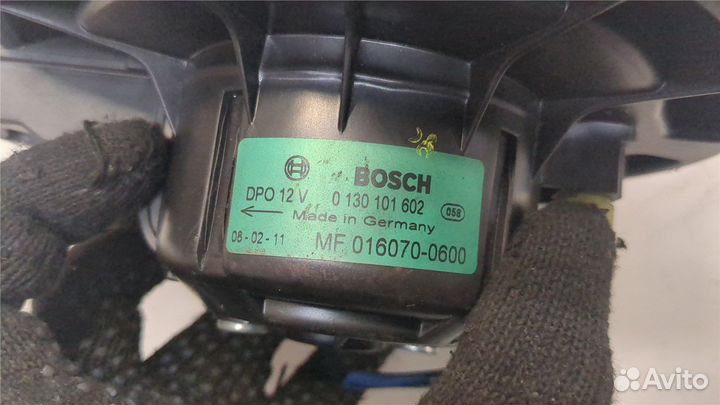 BOSCH
DPO 12 V 0 130 101 602 058
Made in Germany
08-02-11 MF 016070-0600
Avito